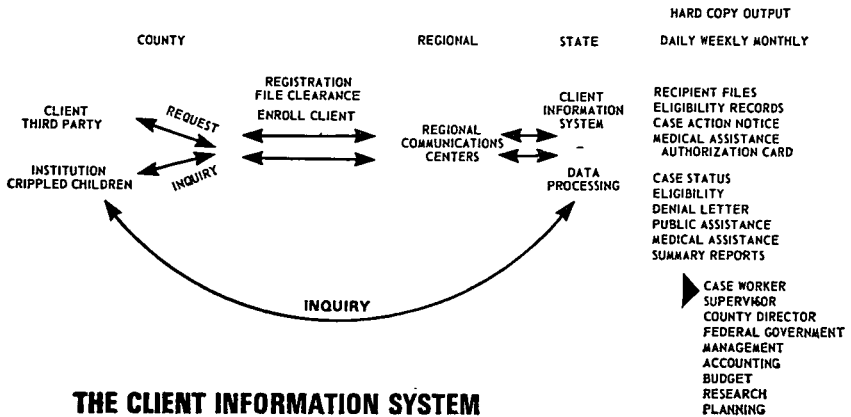 HARD COPY OUTPUT
COUNTY
REGIONAL
STATE
DAILY WEEKLY MONTHLY
REGISTRATION
FILE CLEARANCE
ENROLL CLIENT
CLIENT
THIRD PARTY
REQUEST
INSTITUTION
CRIPPLED CHILDREN
INQUIRY
REGIONAL
COMMUNICATIONS
CENTERS
CLIENT
INFORMATION
SYSTEM
DATA
PROCESSING
INQUIRY
RECIPIENT FILES
ELIGIBILITY RECORDS
CASE ACTION NOTICE
MEDICAL ASSISTANCE
AUTHORIZATION CARD
CASE STATUS
ELIGIBILITY
DENIAL LETTER
PUBLIC ASSISTANCE
MEDICAL ASSISTANCE
SUMMARY REPORTS
CASE WORKER
SUPERVISOR
COUNTY DIRECTOR
FEDERAL GOVERNMENT
MANAGEMENT
ACCOUNTING
BUDGET
RESEARCH
PLANNING
THE CLIENT INFORMATION SYSTEM